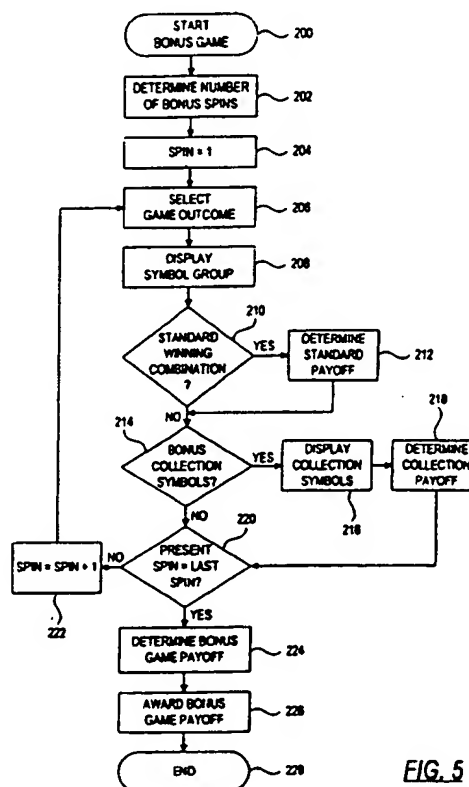 START
BONUS GAME
200
DETERMINE NUMBER
OF BONUS SPINS
202
SPIN = 1
204
SELECT
GAME OUTCOME
206
DISPLAY
SYMBOL GROUP
208
210
STANDARD
WINNING
COMBINATION
?
YES
DETERMINE
STANDARD
PAYOFF
212
NO
214
BONUS
COLLECTION
SYMBOLS?
YES
DISPLAY
COLLECTION
SYMBOLS
216
218
DETERMINE
COLLECTION
PAYOFF
NO
220
PRESENT
SPIN = LAST
SPIN?
NO
SPIN = SPIN + 1
222
YES
DETERMINE BONUS
GAME PAYOFF
224
AWARD BONUS
GAME PAYOFF
226
END
228
FIG. 5